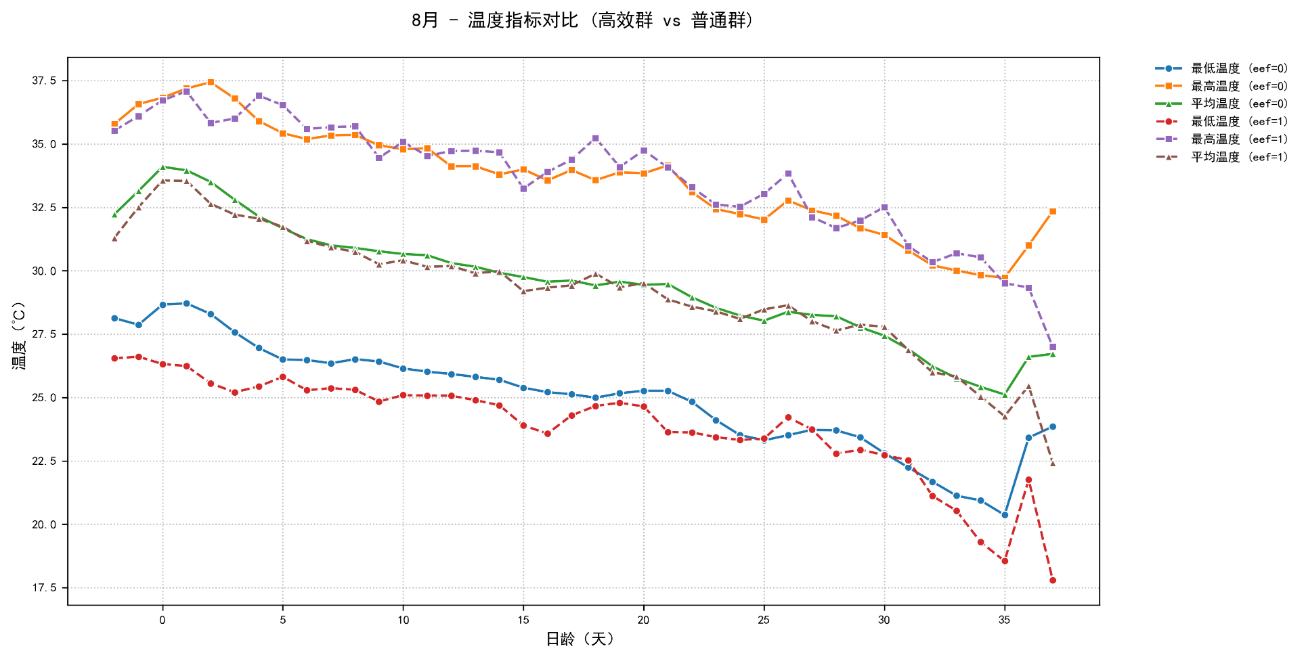 8月 - 温度指标对比 (高效群 vs 普通群)
最低温度 (eef=0)
最高温度 (eef=0)
平均温度 (eef=0)
最低温度 (eef=1)
最高温度 (eef=1)
平均温度 (eef=1)
温度 (°C)
37.5
35.0
32.5
30.0
27.5
25.0
22.5
20.0
17.5
0
5
10
15
20
25
30
35
日龄 (天)